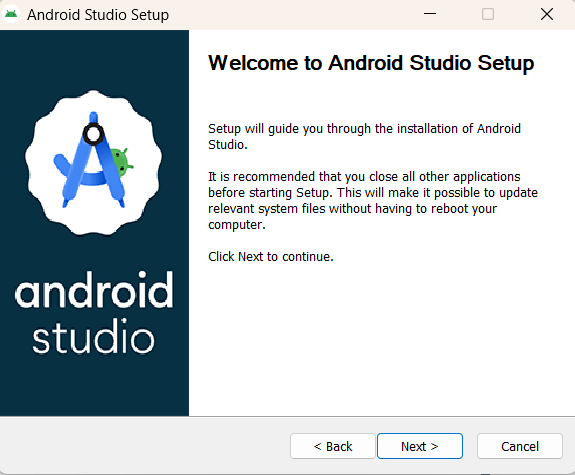 Android Studio Setup
Welcome to Android Studio Setup
Setup will guide you through the installation of Android
Studio.
It is recommended that you close all other applications
before starting Setup. This will make it possible to update
relevant system files without having to reboot your
computer.
Click Next to continue.
android
studio
< Back
Next >
Cancel